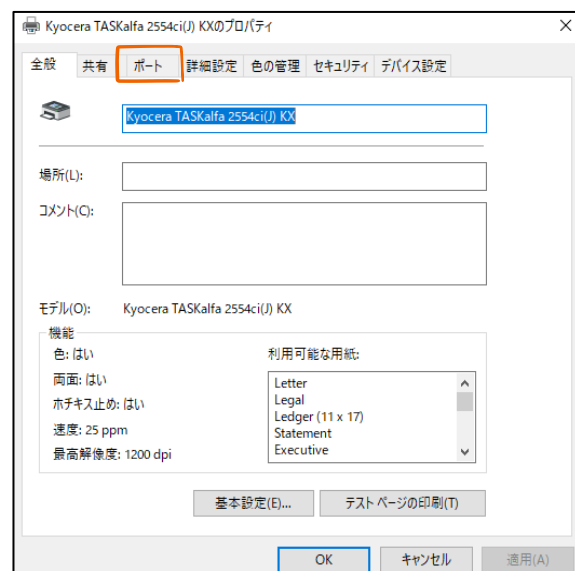 Kyocera TASKalfa 2554ci(J) KXのプロパティ
全般 共有 ポート 詳細設定 色の管理 セキュリティ デバイス設定
Kyocera TASKalfa 2554ci(J) KX
場所(L):
コメント(C):
モデル(O): Kyocera TASKalfa 2554ci(J) KX
機能
色: はい 利用可能な用紙:
両面: はい Letter
Legal
ホチキス止め: はい Ledger (11 x 17)
速度: 25 ppm Statement
最高解像度: 1200 dpi Executive
基本設定(E)... テスト ページの印刷(T)
OK キャンセル 適用(A)